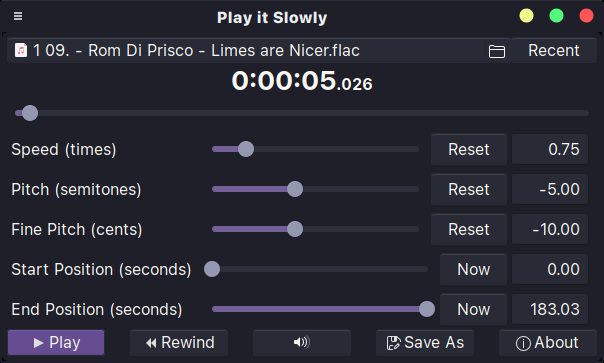 Play it Slowly
1 09. - Rom Di Prisco - Limes are Nicer.flac Recent
0:00:05.026
Speed (times) Reset 0.75
Pitch (semitones) Reset -5.00
Fine Pitch (cents) Reset -10.00
Start Position (seconds) Now 0.00
End Position (seconds) Now 183.03
Play Rewind Save As About